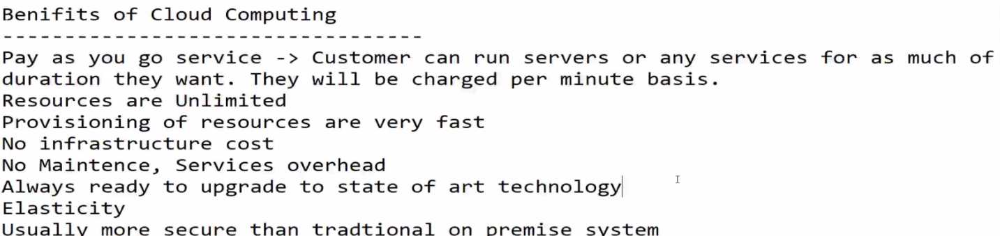 Benifits of Cloud Computing
----------------------------------
Pay as you go service -> Customer can run servers or any services for as much of
duration they want. They will be charged per minute basis.
Resources are Unlimited
Provisioning of resources are very fast
No infrastructure cost
No Maintence, Services overhead
Always ready to upgrade to state of art technology
Elasticity
Usually more secure than tradtional on premise system